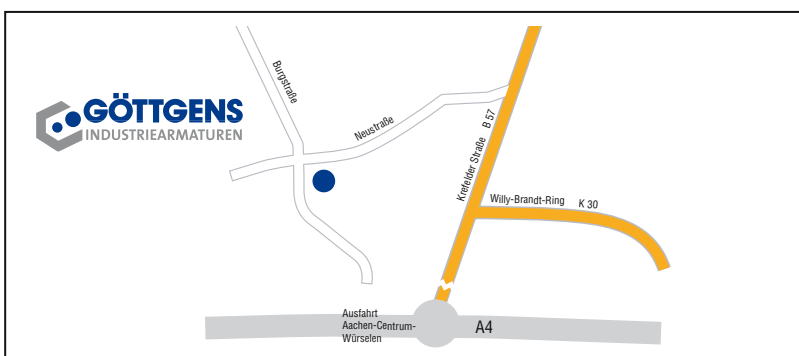 GÖTTGENS
INDUSTRIEARMATUREN
Burgstraße
Neustraße
Krefelder Straße B 57
Willy-Brandt-Ring K 30
Ausfahrt
Aachen-Centrum-
Würselen
A4